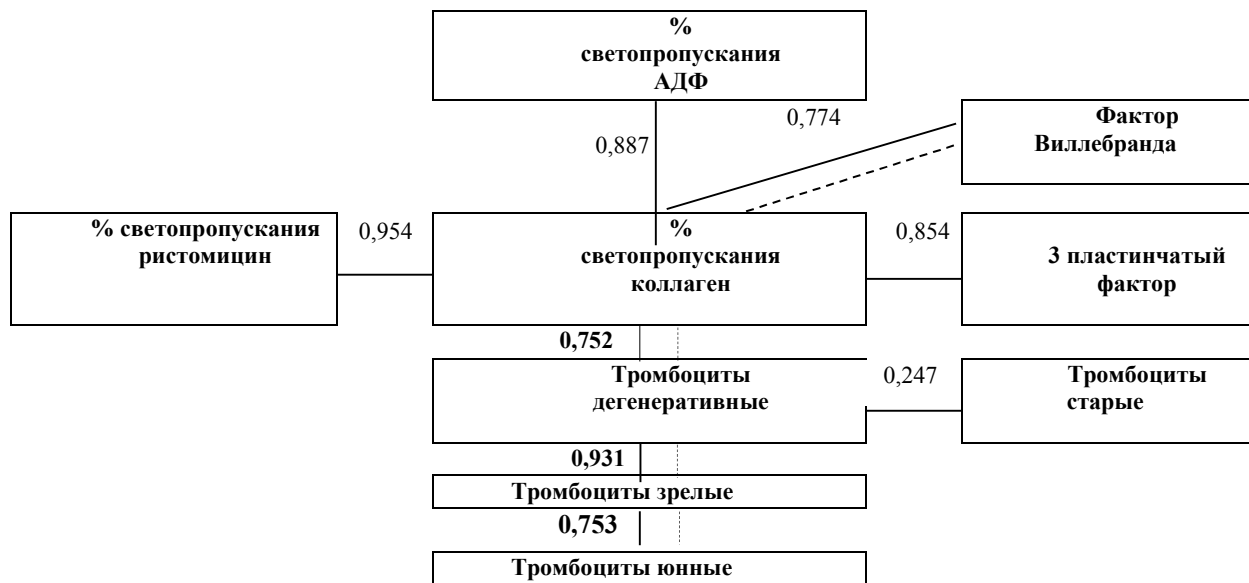 %
светопропускания
АДФ
0,774
0,887
Фактор
Виллебранда
% светопропускания
ристомицин
0,954
%
светопропускания
коллаген
0,854
3 пластинчатый
фактор
0,752
Тромбоциты
дегенеративные
0,247
Тромбоциты
старые
0,931
Тромбоциты зрелые
0,753
Тромбоциты юнные